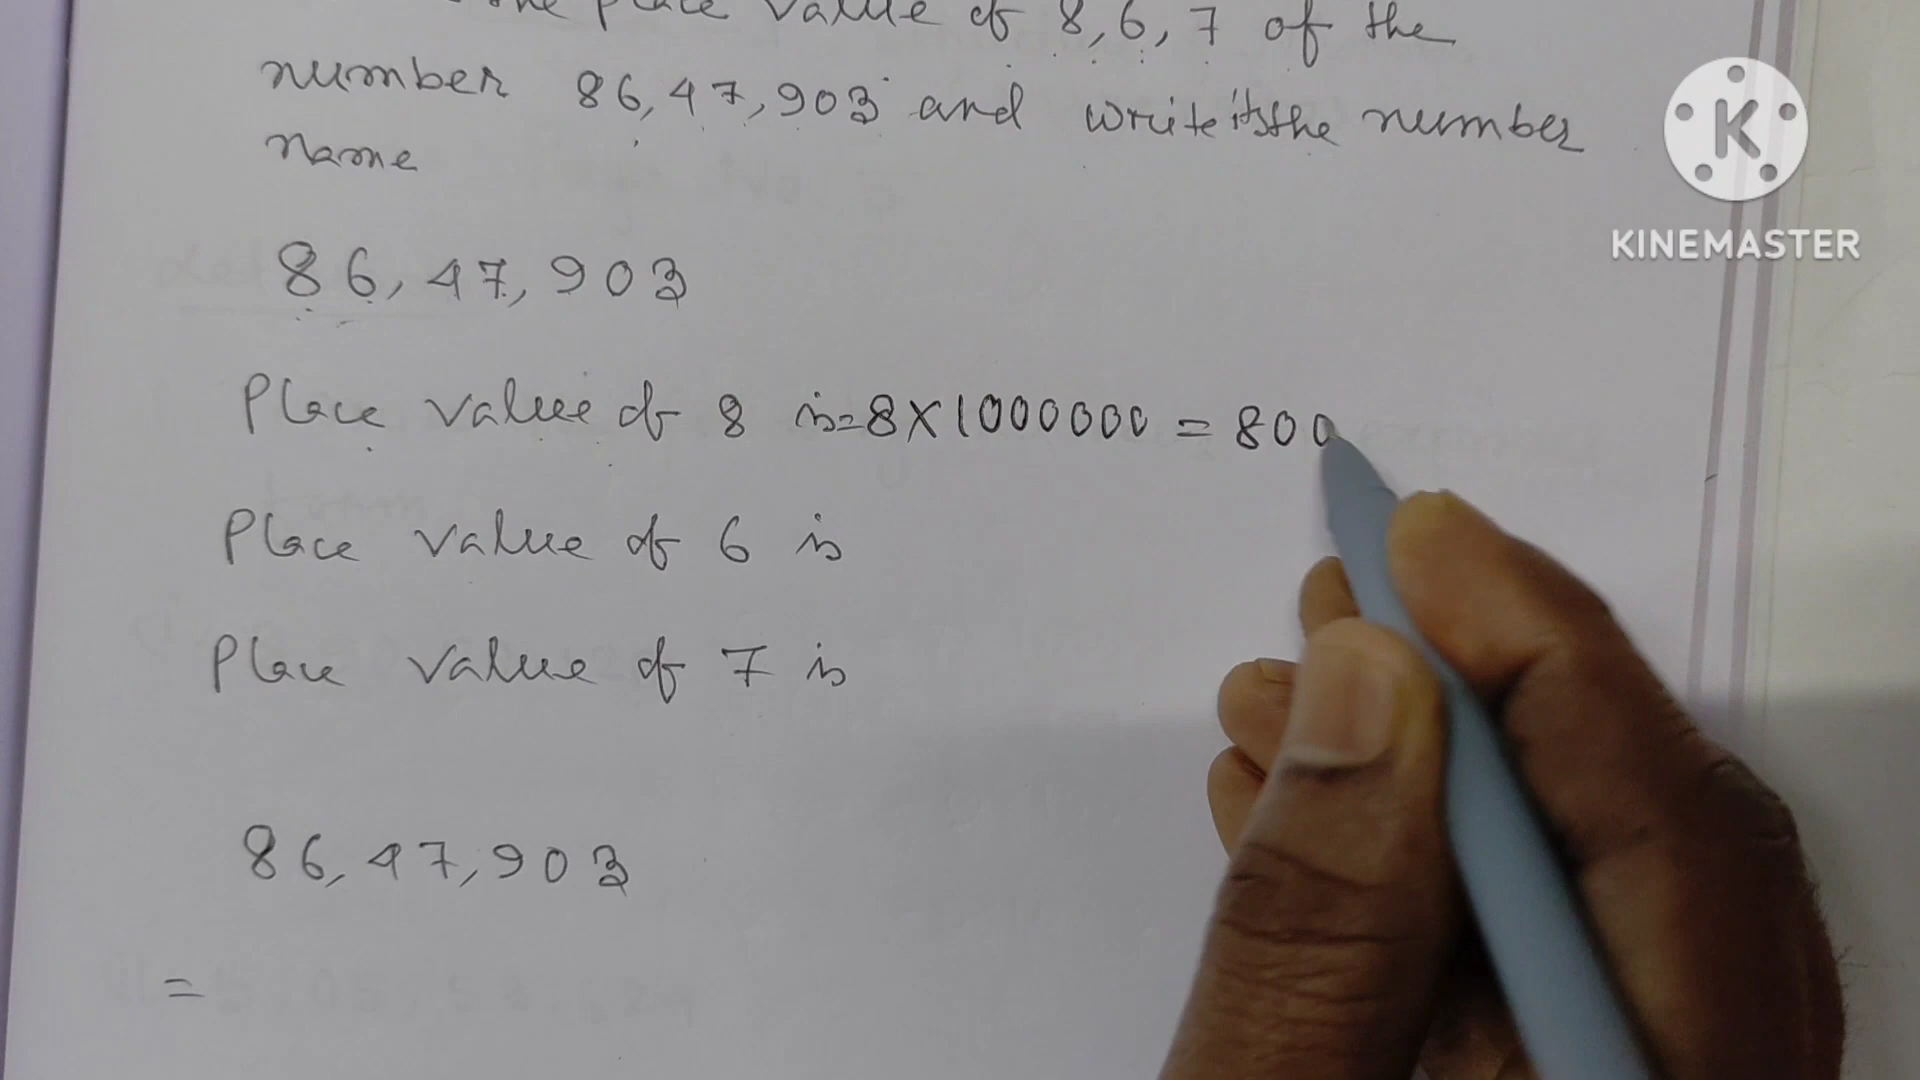 the place value of 8, 6, 7 of the
number 86,47,903 and write its the number
name
K
KINEMASTER
86,47,903
Place value of 8 is = 8 X 1000000 = 800
Place value of 6 is
Place value of 7 is
86,47,903
=